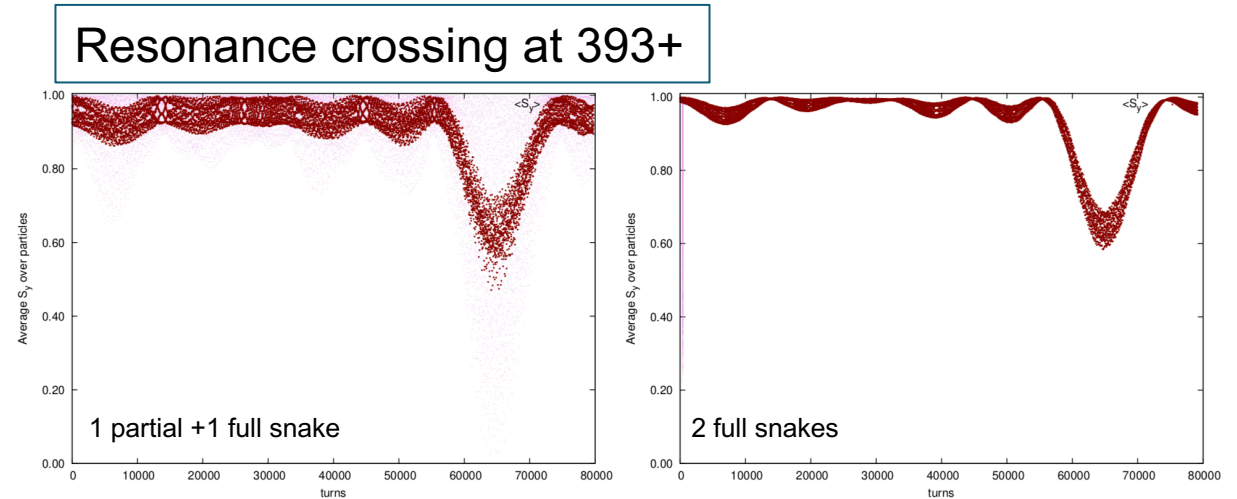 Resonance crossing at 393+
1.00
0.80
0.60
0.40
0.20
0.00
Average S_y over particles
<S_y>
1 partial +1 full snake
0 10000 20000 30000 40000 50000 60000 70000 80000
turns
1.00
0.80
0.60
0.40
0.20
0.00
Average S_y over particles
<S_y>
2 full snakes
0 10000 20000 30000 40000 50000 60000 70000 80000
turns